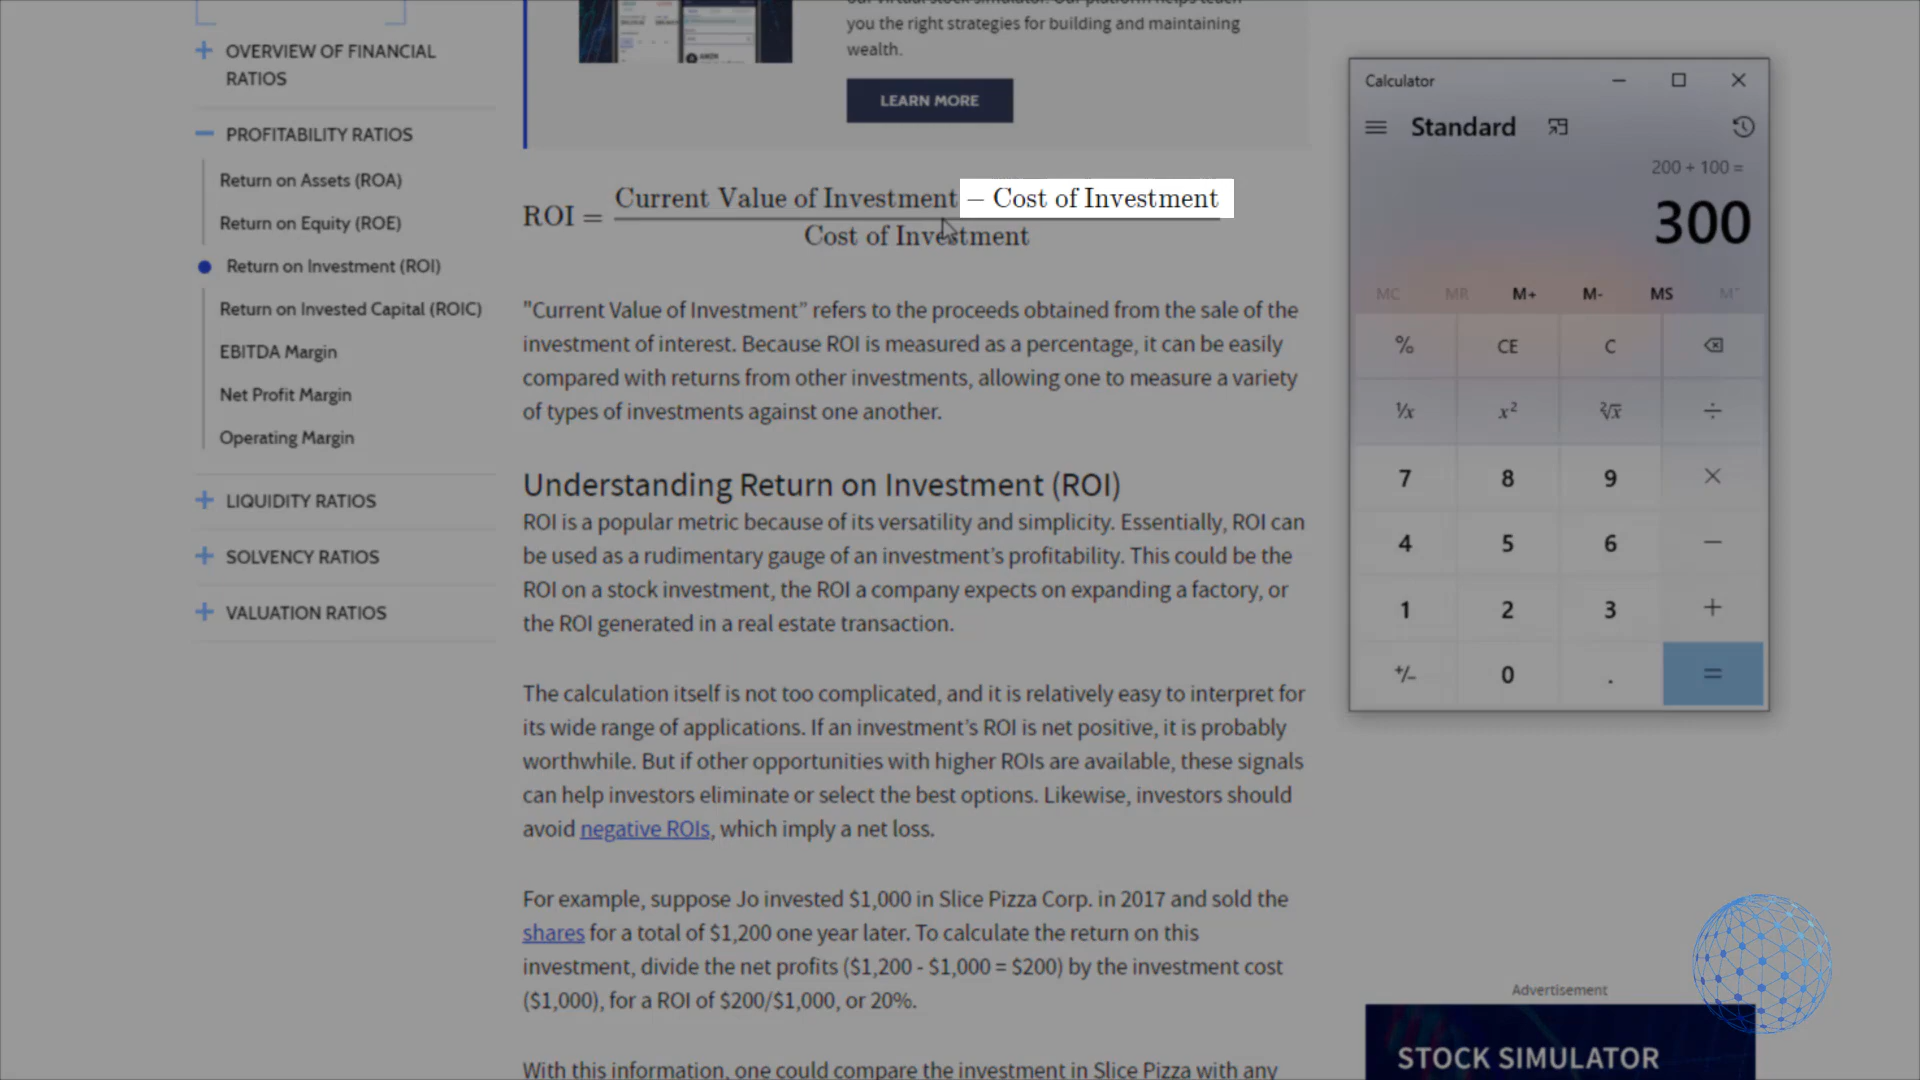 OVERVIEW OF FINANCIAL
RATIOS
PROFITABILITY RATIOS
Return on Assets (ROA)
Return on Equity (ROE)
Return on Investment (ROI)
Return on Invested Capital (ROIC)
EBITDA Margin
Net Profit Margin
Operating Margin
LIQUIDITY RATIOS
SOLVENCY RATIOS
VALUATION RATIOS
you the right strategies for building and maintaining
wealth.
LEARN MORE
ROI = Current Value of Investment − Cost of Investment
Cost of Investment
"Current Value of Investment” refers to the proceeds obtained from the sale of the
investment of interest. Because ROI is measured as a percentage, it can be easily
compared with returns from other investments, allowing one to measure a variety
of types of investments against one another.
Understanding Return on Investment (ROI)
ROI is a popular metric because of its versatility and simplicity. Essentially, ROI can
be used as a rudimentary gauge of an investment’s profitability. This could be the
ROI on a stock investment, the ROI a company expects on expanding a factory, or
the ROI generated in a real estate transaction.
The calculation itself is not too complicated, and it is relatively easy to interpret for
its wide range of applications. If an investment’s ROI is net positive, it is probably
worthwhile. But if other opportunities with higher ROIs are available, these signals
can help investors eliminate or select the best options. Likewise, investors should
avoid negative ROIs, which imply a net loss.
For example, suppose Jo invested $1,000 in Slice Pizza Corp. in 2017 and sold the
shares for a total of $1,200 one year later. To calculate the return on this
investment, divide the net profits ($1,200 - $1,000 = $200) by the investment cost
($1,000), for a ROI of $200/$1,000, or 20%.
With this information, one could compare the investment in Slice Pizza with any
Calculator
Standard
200 + 100 =
300
MC MR M+ M- MS M˅
% CE C
⅟x x² ²√x ÷
7 8 9 ×
4 5 6 −
1 2 3 +
+/− 0 . =
Advertisement
STOCK SIMULATOR